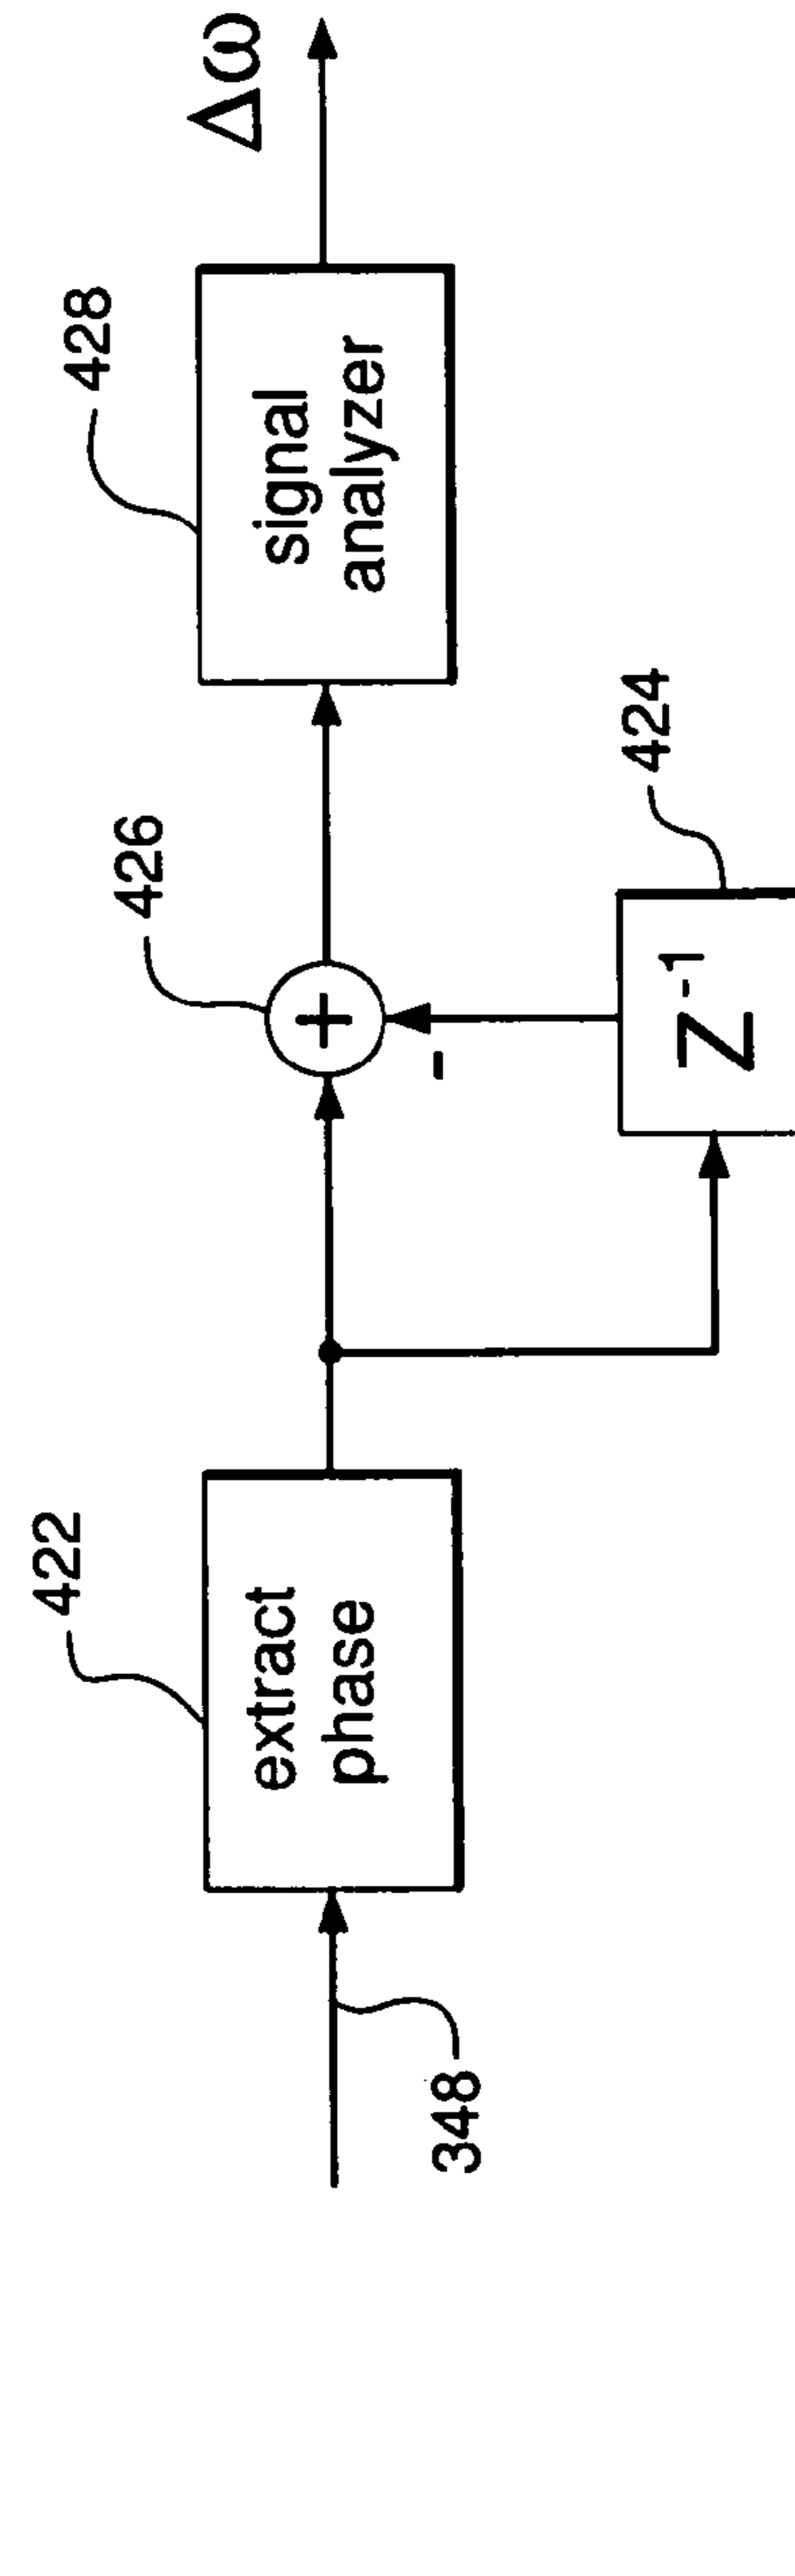 348
extract
phase
422
+
-
Z-1
424
426
signal
analyzer
428
Δω